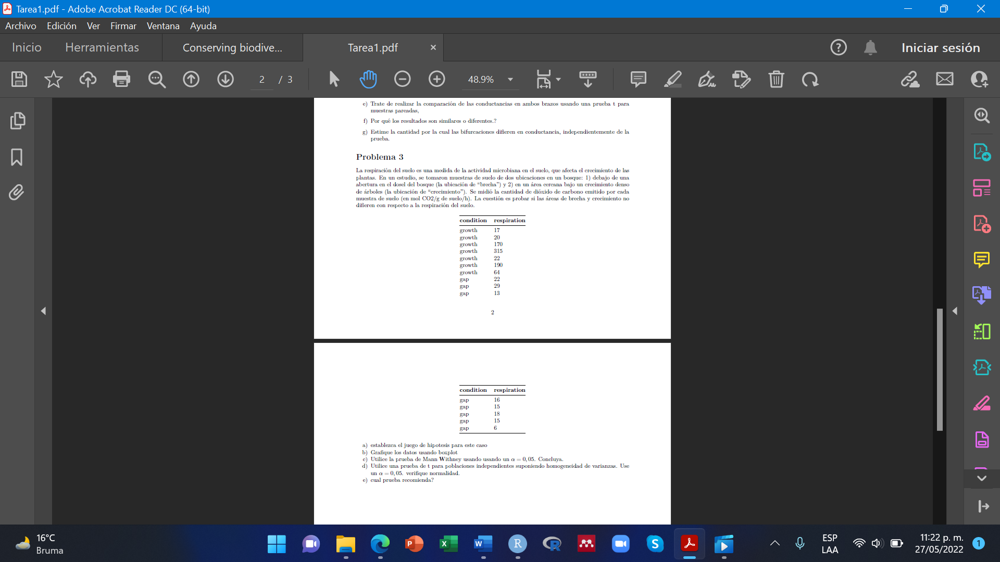 Tarea1.pdf - Adobe Acrobat Reader DC (64-bit)
Archivo Edición Ver Firmar Ventana Ayuda
Inicio Herramientas Conserving biodive... Tarea1.pdf × Iniciar sesión
2 / 3 48.9%
e) Trate de realizar la comparación de las conductancias en ambos brazos usando una prueba t para
muestras pareadas,
f) Por qué los resultados son similares o diferentes.?
g) Estime la cantidad por la cual las bifurcaciones difieren en conductancia, independientemente de la
prueba.
Problema 3
La respiración del suelo es una medida de la actividad microbiana en el suelo, que afecta el crecimiento de las
plantas. En un estudio, se tomaron muestras de suelo de dos ubicaciones en un bosque: 1) debajo de una
abertura en el dosel del bosque (la ubicación de “brecha”) y 2) en un área cercana bajo un crecimiento denso
de árboles (la ubicación de “crecimiento”). Se midió la cantidad de dióxido de carbono emitido por cada
muestra de suelo (en mol CO2/g de suelo/h). La cuestión es probar si las áreas de brecha y crecimiento no
difieren con respecto a la respiración del suelo.
condition respiration
growth 17
growth 20
growth 170
growth 315
growth 22
growth 190
growth 64
gap 22
gap 29
gap 13
2
condition respiration
gap 16
gap 15
gap 18
gap 15
gap 6
a) establezca el juego de hipotesis para este caso
b) Grafique los datos usando boxplot
c) Utilice la prueba de Mann Withney usando usando un α = 0,05. Concluya.
d) Utilice una prueba de t para poblaciones independientes suponiendo homogeneidad de varianzas. Use
un α = 0,05. verifique normalidad.
e) cual prueba recomienda?
16°C
Bruma
ESP
LAA
11:22 p. m.
27/05/2022
1